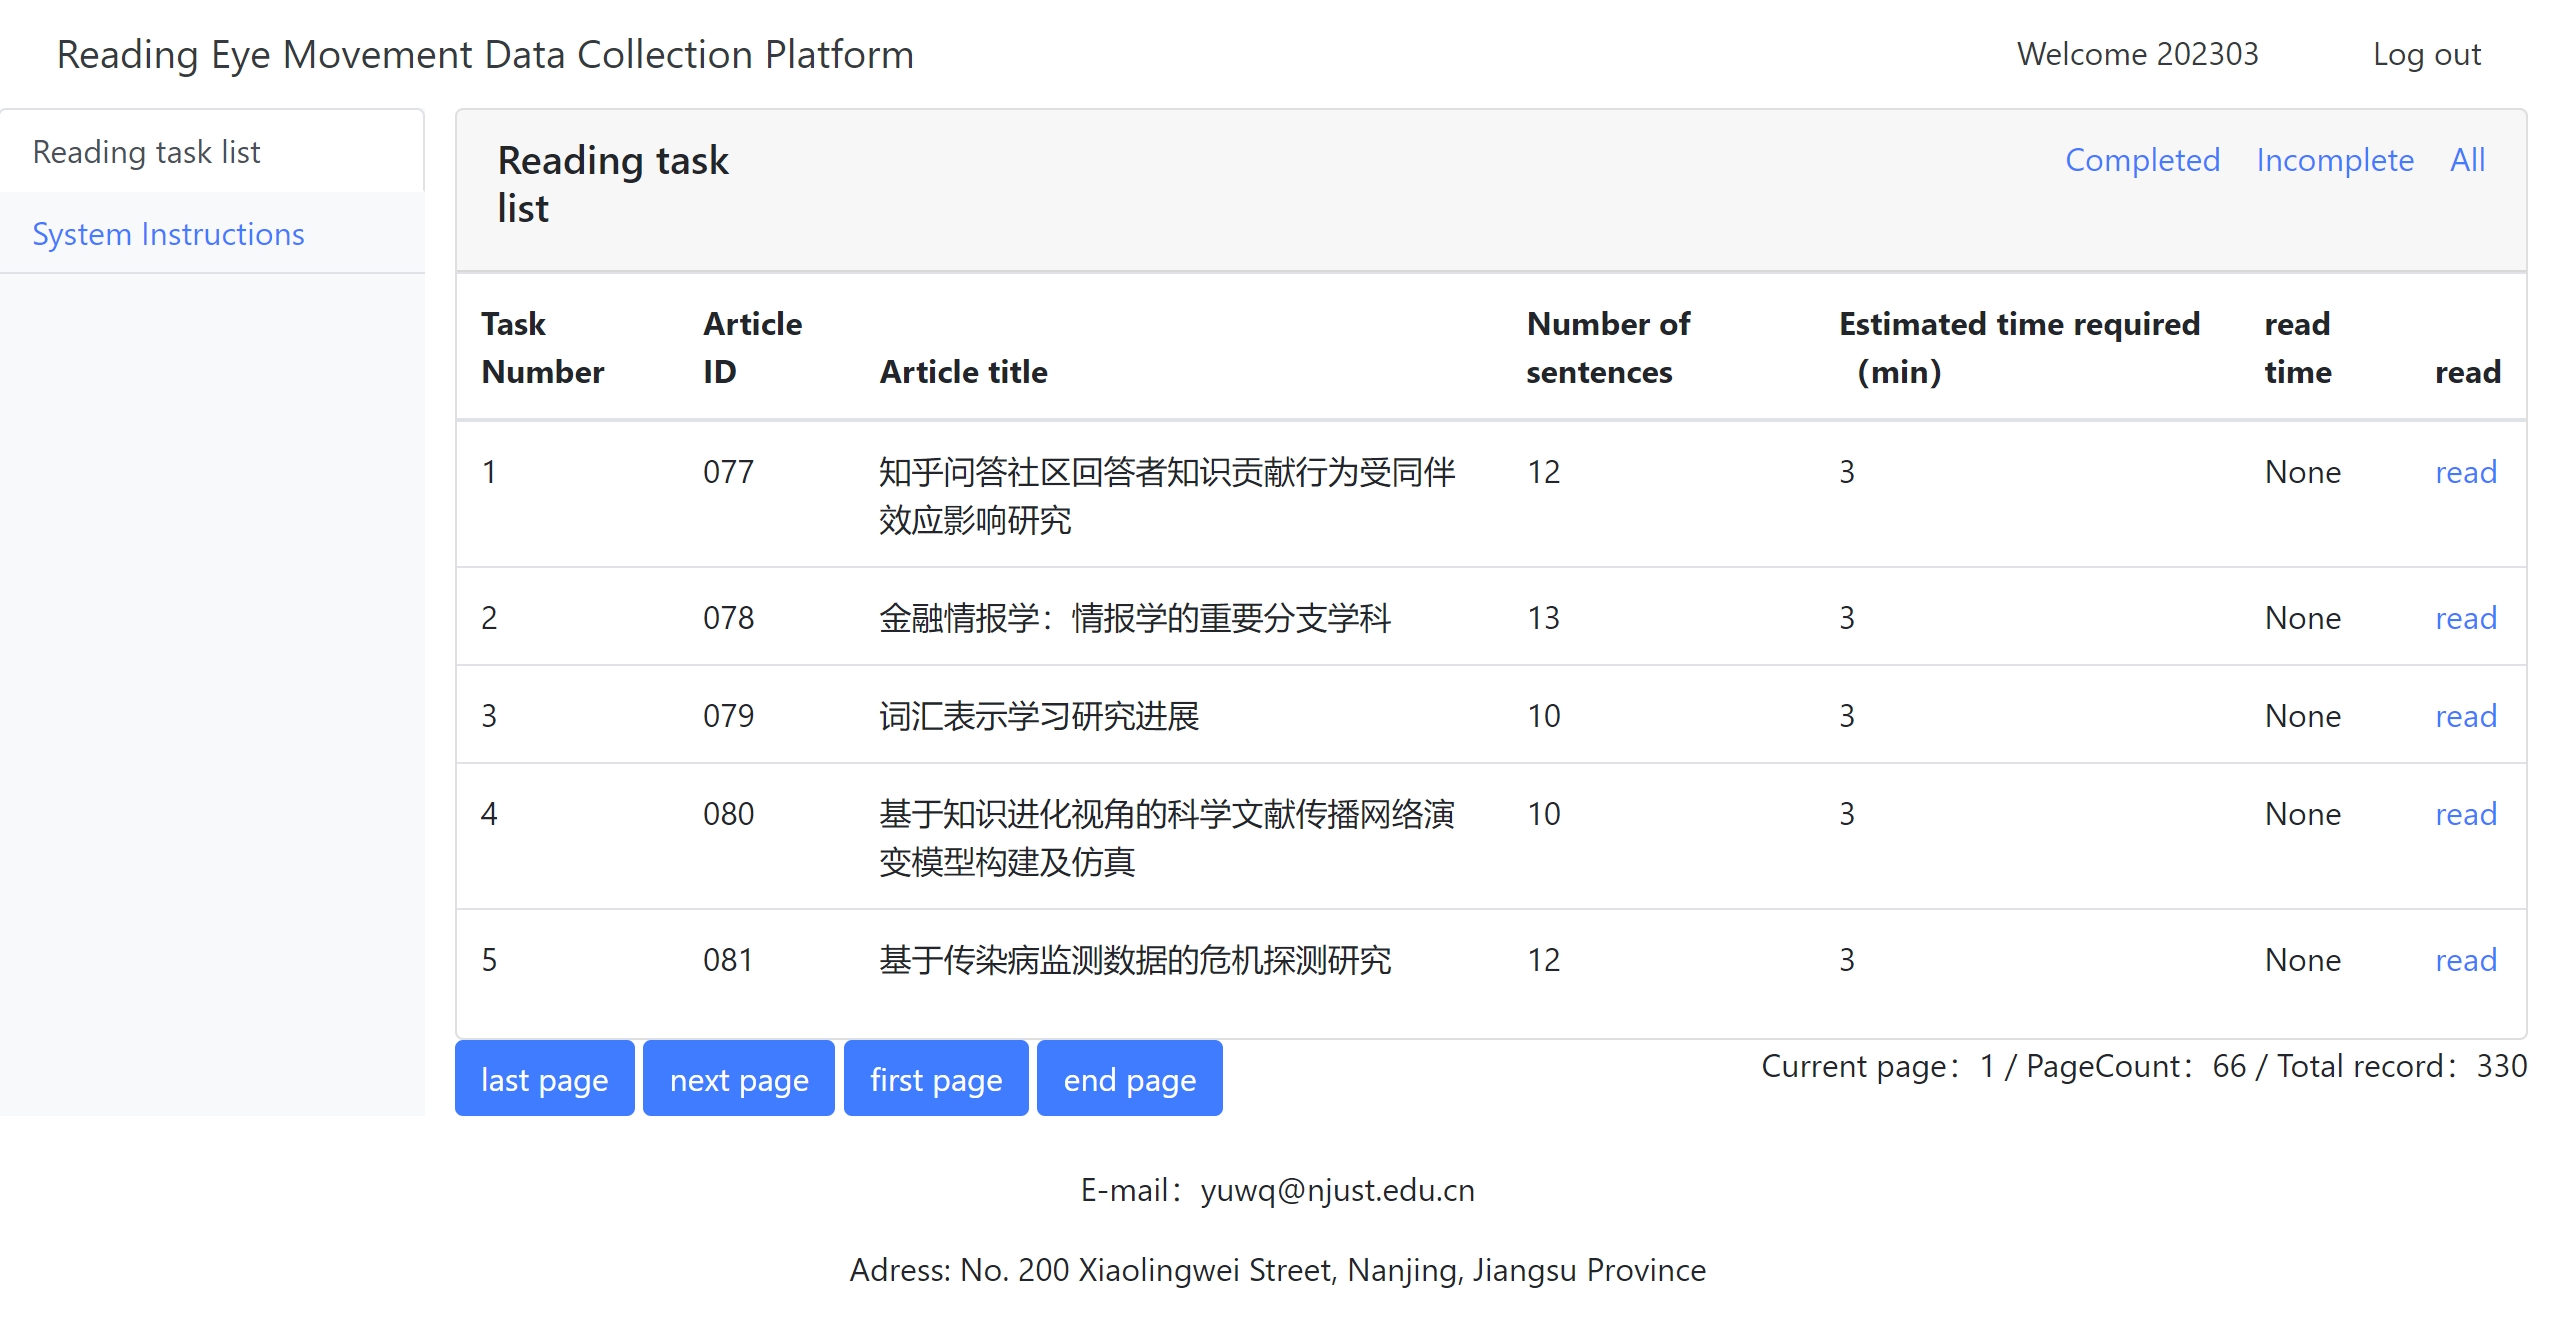 Reading Eye Movement Data Collection Platform
Welcome 202303
Log out
Reading task list
System Instructions
Reading task
list
Completed Incomplete All
Task Number
Article ID
Article title
Number of sentences
Estimated time required（min）
read time
read
1 077 知乎问答社区回答者知识贡献行为受同伴 12 3 None read
效应影响研究
2 078 金融情报学：情报学的重要分支学科 13 3 None read
3 079 词汇表示学习研究进展 10 3 None read
4 080 基于知识进化视角的科学文献传播网络演 10 3 None read
变模型构建及仿真
5 081 基于传染病监测数据的危机探测研究 12 3 None read
last page next page first page end page
Current page：1 / PageCount：66 / Total record：330
E-mail：yuwq@njust.edu.cn
Adress: No. 200 Xiaolingwei Street, Nanjing, Jiangsu Province